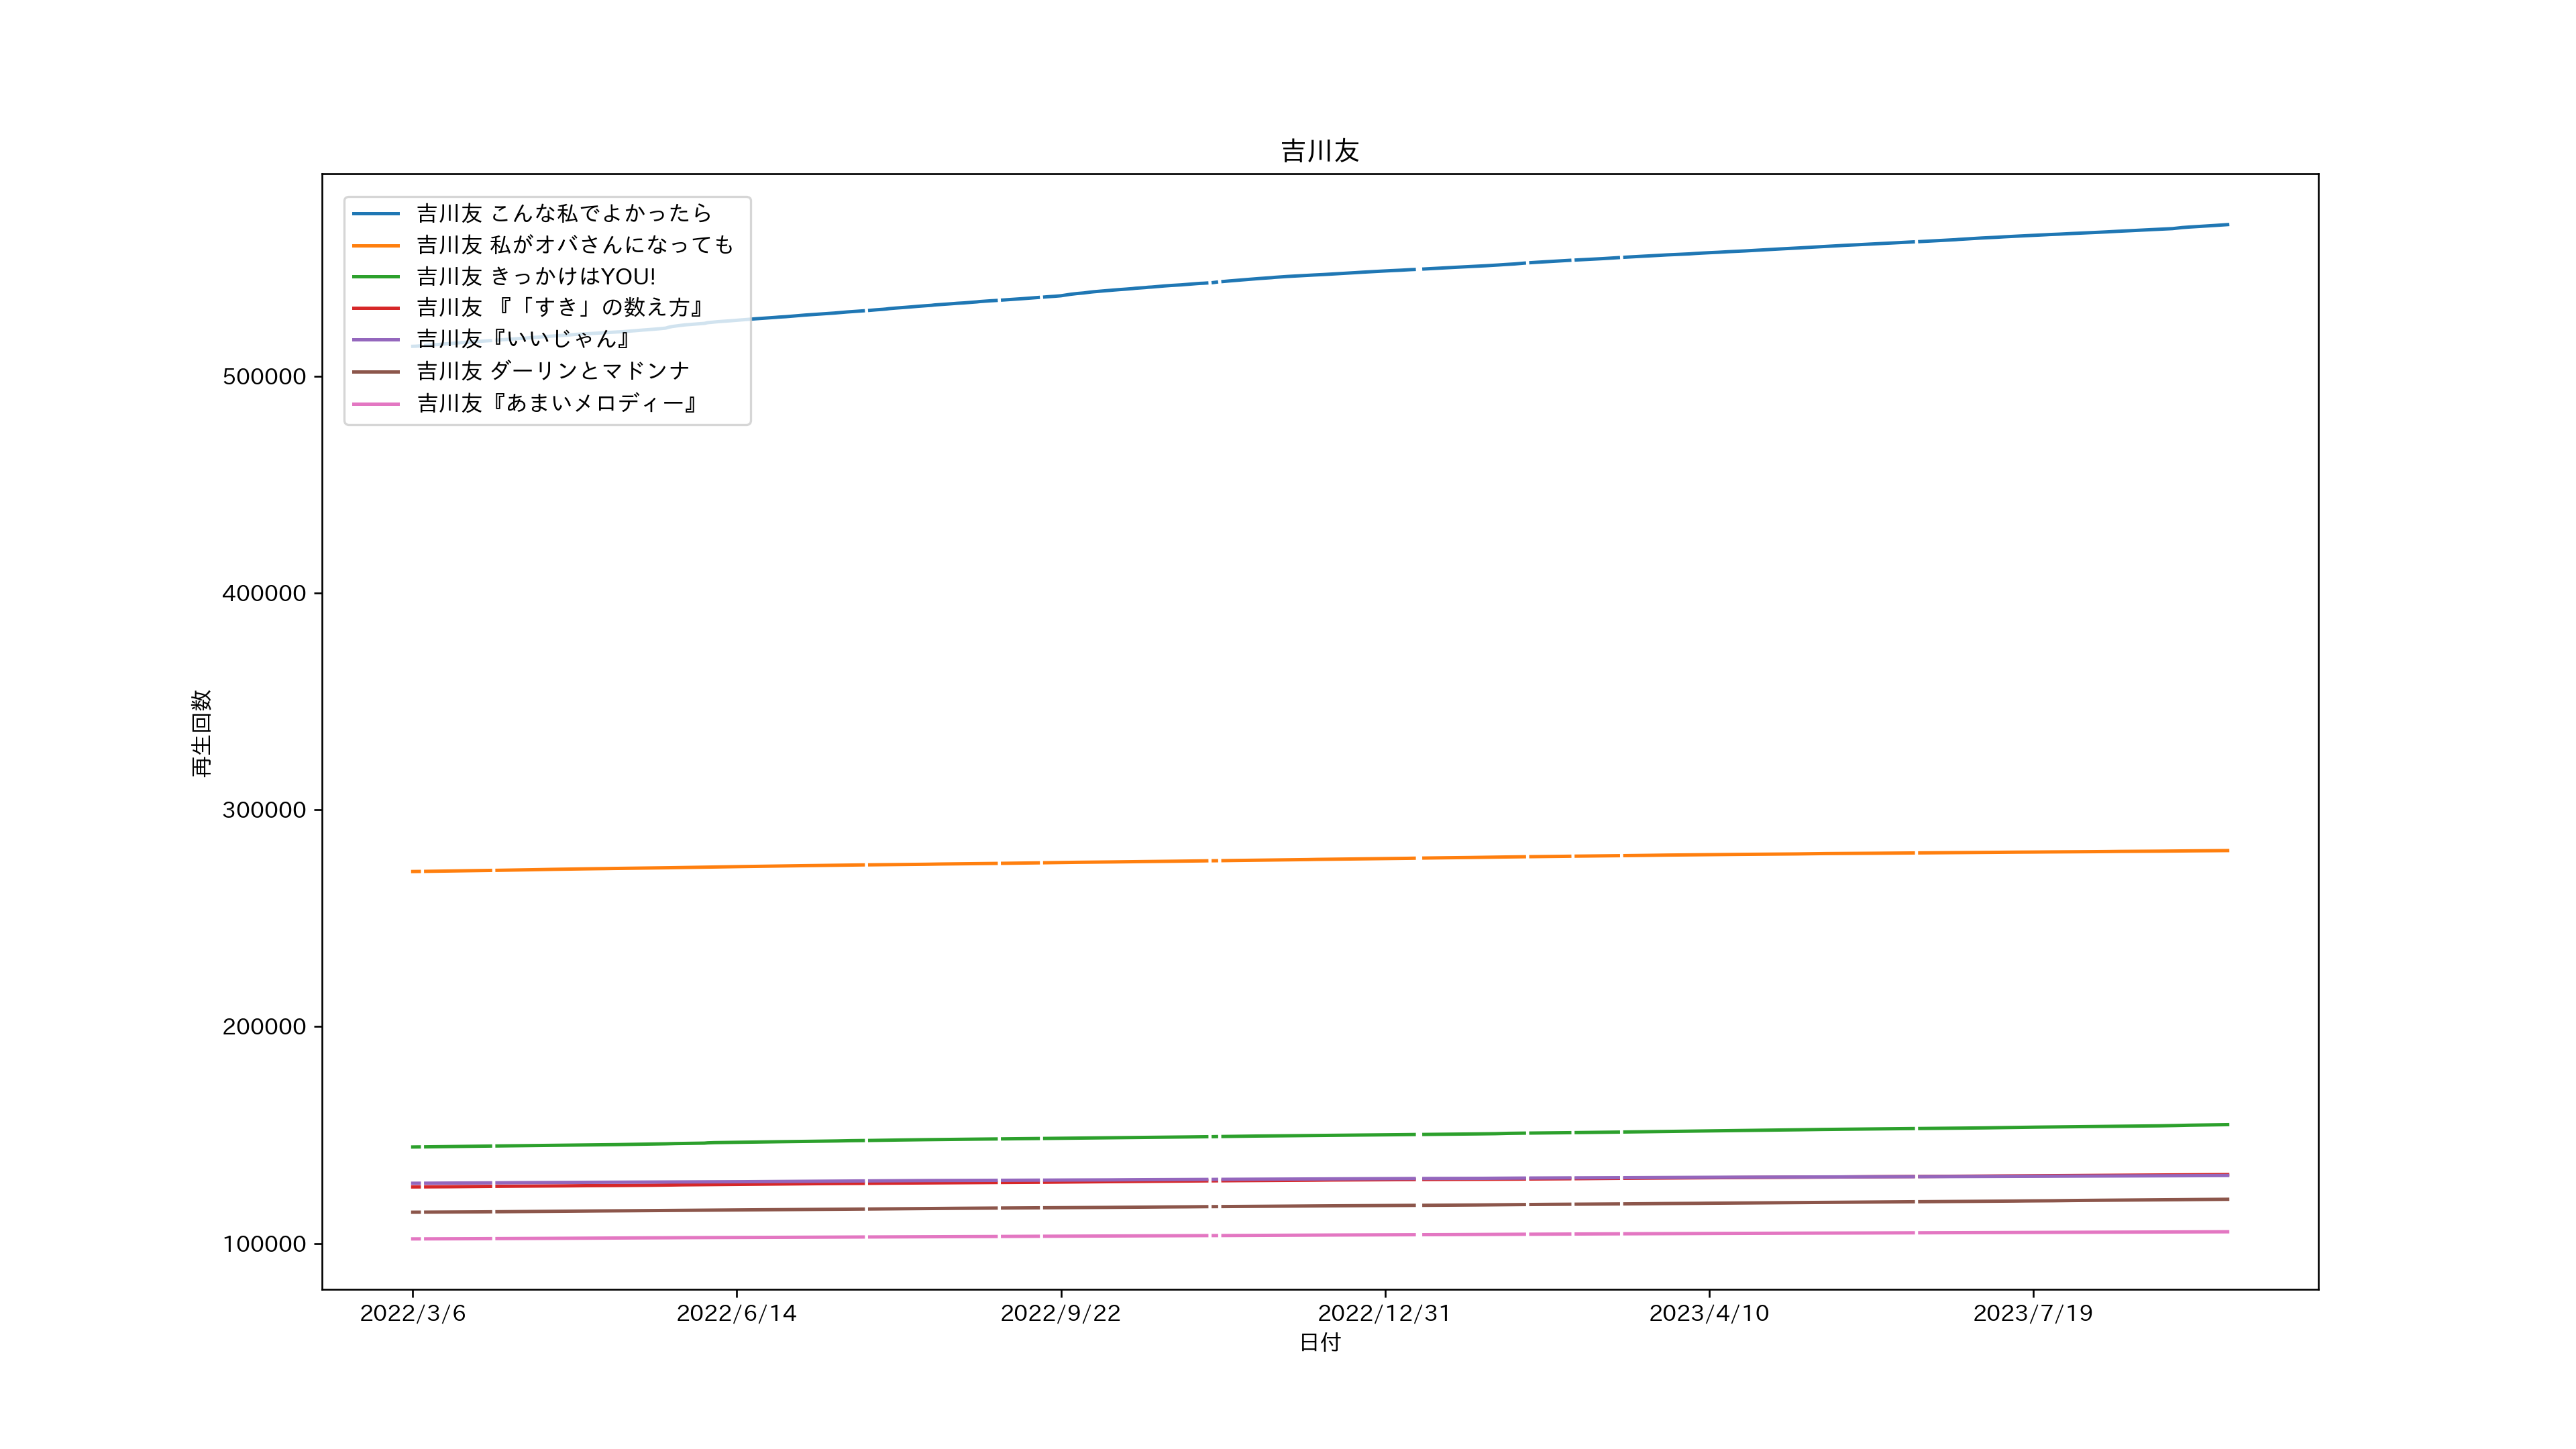 吉川友
吉川友 こんな私でよかったら
吉川友 私がオバさんになっても
吉川友 きっかけはYOU!
吉川友 『「すき」の数え方』
吉川友『いいじゃん』
吉川友 ダーリンとマドンナ
吉川友『あまいメロディー』
再生回数
500000
400000
300000
200000
100000
2022/3/6
2022/6/14
2022/9/22
2022/12/31
2023/4/10
2023/7/19
日付